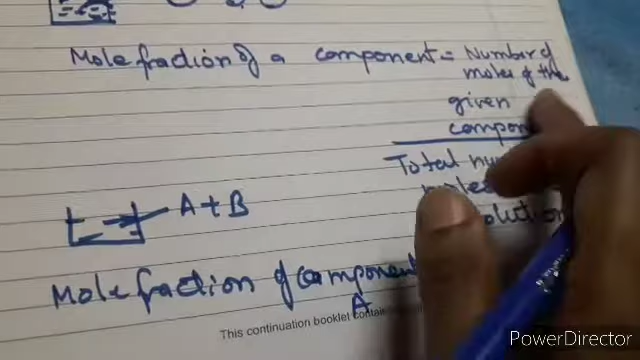 Mole fraction of a component = Number of
moles of the
given
compon
Total nu
moles
solution
A + B
Mole fraction of component
A
This continuation booklet conta
PowerDirector